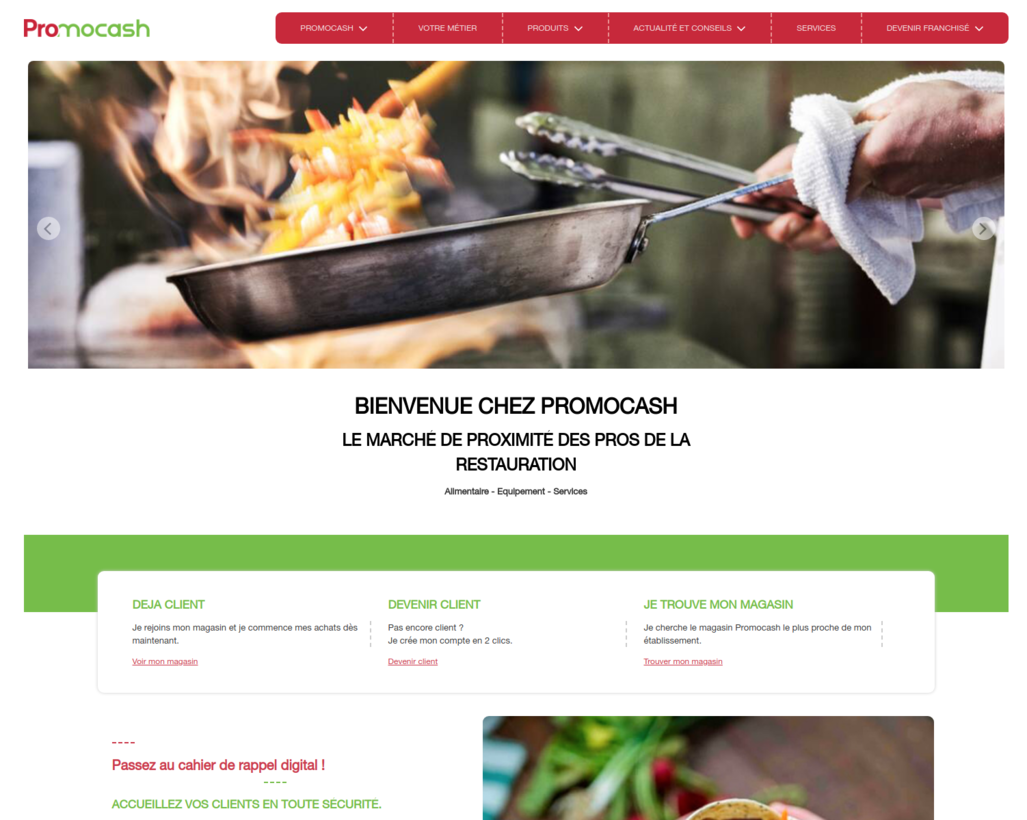 Promocash
PROMOCASH
VOTRE MÉTIER
PRODUITS
ACTUALITÉ ET CONSEILS
SERVICES
DEVENIR FRANCHISÉ
BIENVENUE CHEZ PROMOCASH
LE MARCHÉ DE PROXIMITÉ DES PROS DE LA
RESTAURATION
Alimentaire - Equipement - Services
DEJA CLIENT
Je rejoins mon magasin et je commence mes achats dès
maintenant.
Voir mon magasin
DEVENIR CLIENT
Pas encore client ?
Je crée mon compte en 2 clics.
Devenir client
JE TROUVE MON MAGASIN
Je cherche le magasin Promocash le plus proche de mon
établissement.
Trouver mon magasin
Passez au cahier de rappel digital !
ACCUEILLEZ VOS CLIENTS EN TOUTE SÉCURITÉ.